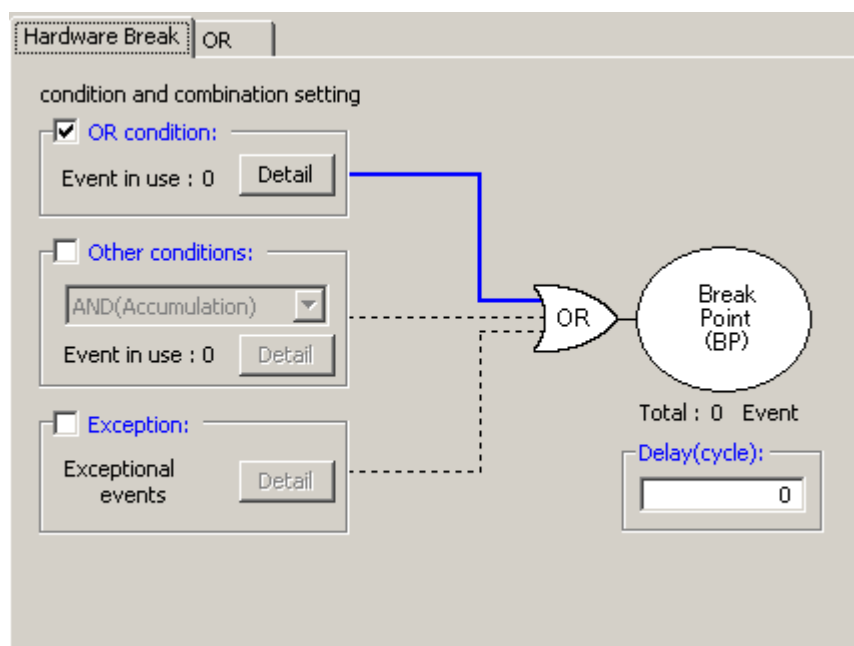 Hardware Break OR
condition and combination setting
OR condition:
Event in use : 0 Detail
Other conditions:
AND(Accumulation)
Event in use : 0 Detail
Exception:
Exceptional
events
Detail
OR
Break
Point
(BP)
Total : 0 Event
Delay(cycle):
0